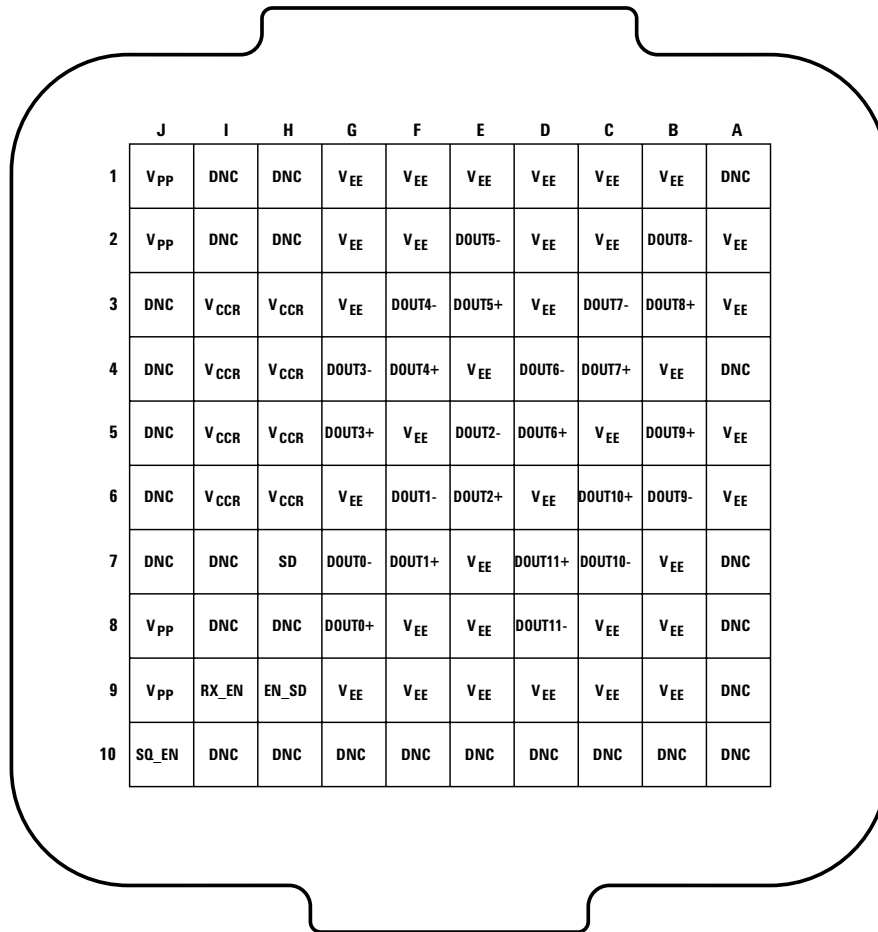 J I H G F E D C B A
1 VPP DNC DNC VEE VEE VEE VEE VEE VEE DNC
2 VPP DNC DNC VEE VEE DOUT5- VEE VEE DOUT8- VEE
3 DNC VCCR VCCR VEE DOUT4- DOUT5+ VEE DOUT7- DOUT8+ VEE
4 DNC VCCR VCCR DOUT3- DOUT4+ VEE DOUT6- DOUT7+ VEE DNC
5 DNC VCCR VCCR DOUT3+ VEE DOUT2- DOUT6+ VEE DOUT9+ VEE
6 DNC VCCR VCCR VEE DOUT1- DOUT2+ VEE DOUT10+ DOUT9- VEE
7 DNC DNC SD DOUT0- DOUT1+ VEE DOUT11+ DOUT10- VEE DNC
8 VPP DNC DNC DOUT0+ VEE VEE DOUT11- VEE VEE DNC
9 VPP RX_EN EN_SD VEE VEE VEE VEE VEE VEE DNC
10 SQ_EN DNC DNC DNC DNC DNC DNC DNC DNC DNC